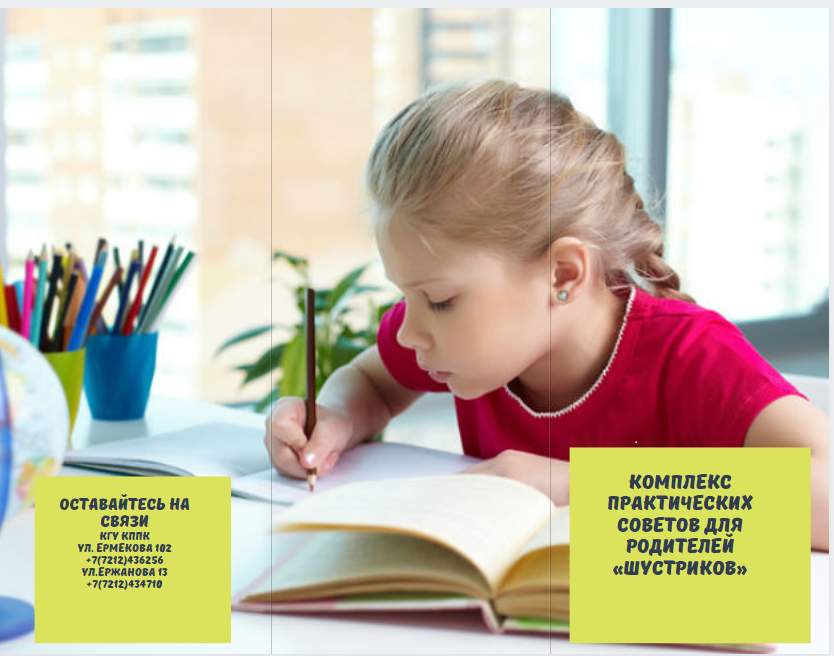 ОСТАВАЙТЕСЬ НА
СВЯЗИ
КГУ КППК
УЛ. ЕРМЕКОВА 102
+7(7212)436256
УЛ.ЕРЖАНОВА 13
+7(7212)434710
КОМПЛЕКС
ПРАКТИЧЕСКИХ
СОВЕТОВ ДЛЯ
РОДИТЕЛЕЙ
«ШУСТРИКОВ»